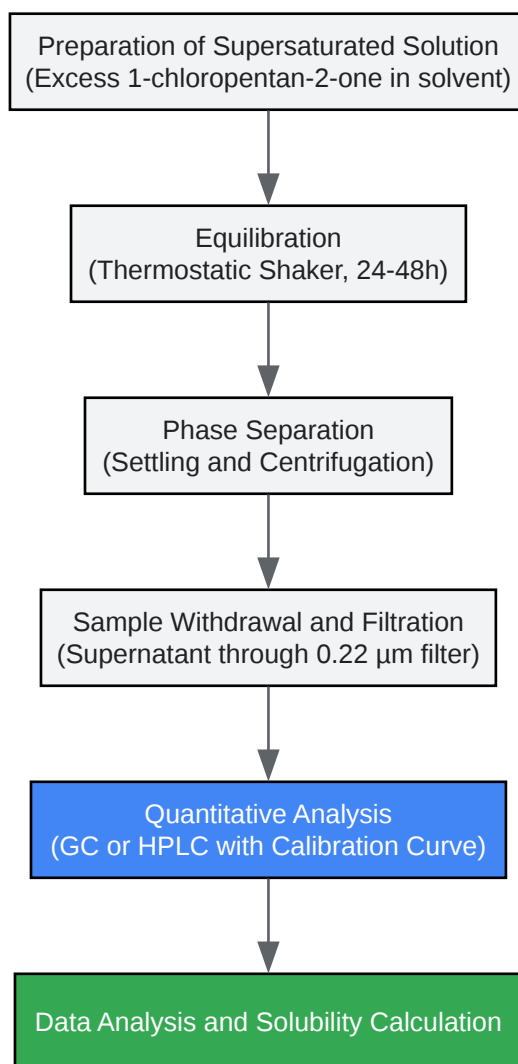 Preparation of Supersaturated Solution
(Excess 1-chloropentan-2-one in solvent)
Equilibration
(Thermostatic Shaker, 24-48h)
Phase Separation
(Settling and Centrifugation)
Sample Withdrawal and Filtration
(Supernatant through 0.22 µm filter)
Quantitative Analysis
(GC or HPLC with Calibration Curve)
Data Analysis and Solubility Calculation